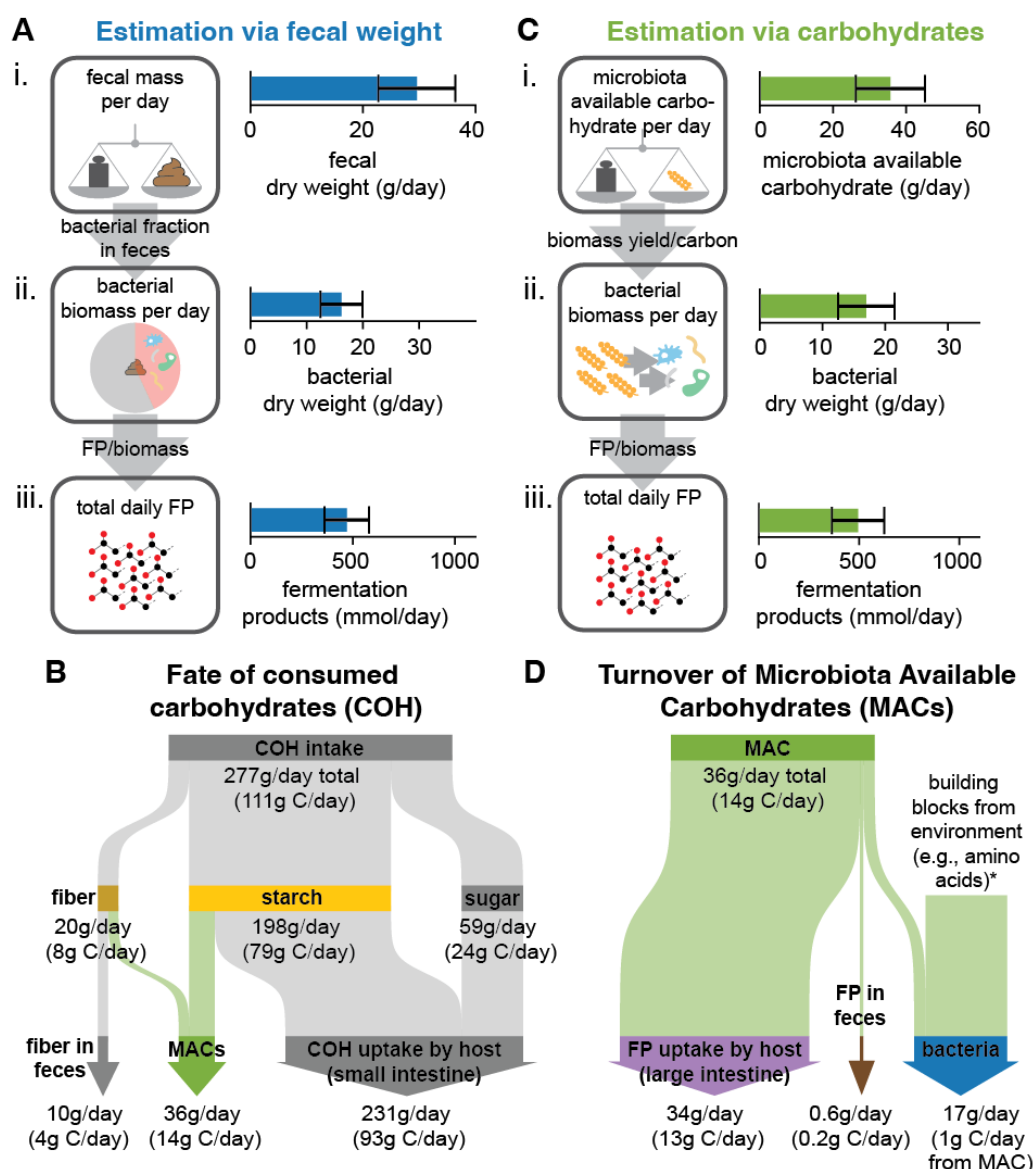 A Estimation via fecal weight
i.
fecal mass
per day
0 20 40
fecal
dry weight (g/day)
bacterial fraction
in feces
ii.
bacterial
biomass per day
0 10 20 30
bacterial
dry weight (g/day)
FP/biomass
iii.
total daily FP
0 500 1000
fermentation
products (mmol/day)
C Estimation via carbohydrates
i.
microbiota
available carbo-
hydrate per day
0 20 40 60
microbiota available
carbohydrate (g/day)
biomass yield/carbon
ii.
bacterial
biomass per day
0 10 20 30
bacterial
dry weight (g/day)
FP/biomass
iii.
total daily FP
0 500 1000
fermentation
products (mmol/day)
B Fate of consumed
carbohydrates (COH)
COH intake
277g/day total
(111g C/day)
fiber
20g/day
(8g C/day)
starch
198g/day
(79g C/day)
sugar
59g/day
(24g C/day)
fiber in
feces
10g/day
(4g C/day)
MACs
36g/day
(14g C/day)
COH uptake by host
(small intestine)
231g/day
(93g C/day)
D Turnover of Microbiota Available
Carbohydrates (MACs)
MAC
36g/day total
(14g C/day)
building
blocks from
environment
(e.g., amino
acids)*
FP uptake by host
(large intestine)
34g/day
(13g C/day)
FP in
feces
0.6g/day
(0.2g C/day)
bacteria
17g/day
(1g C/day
from MAC)